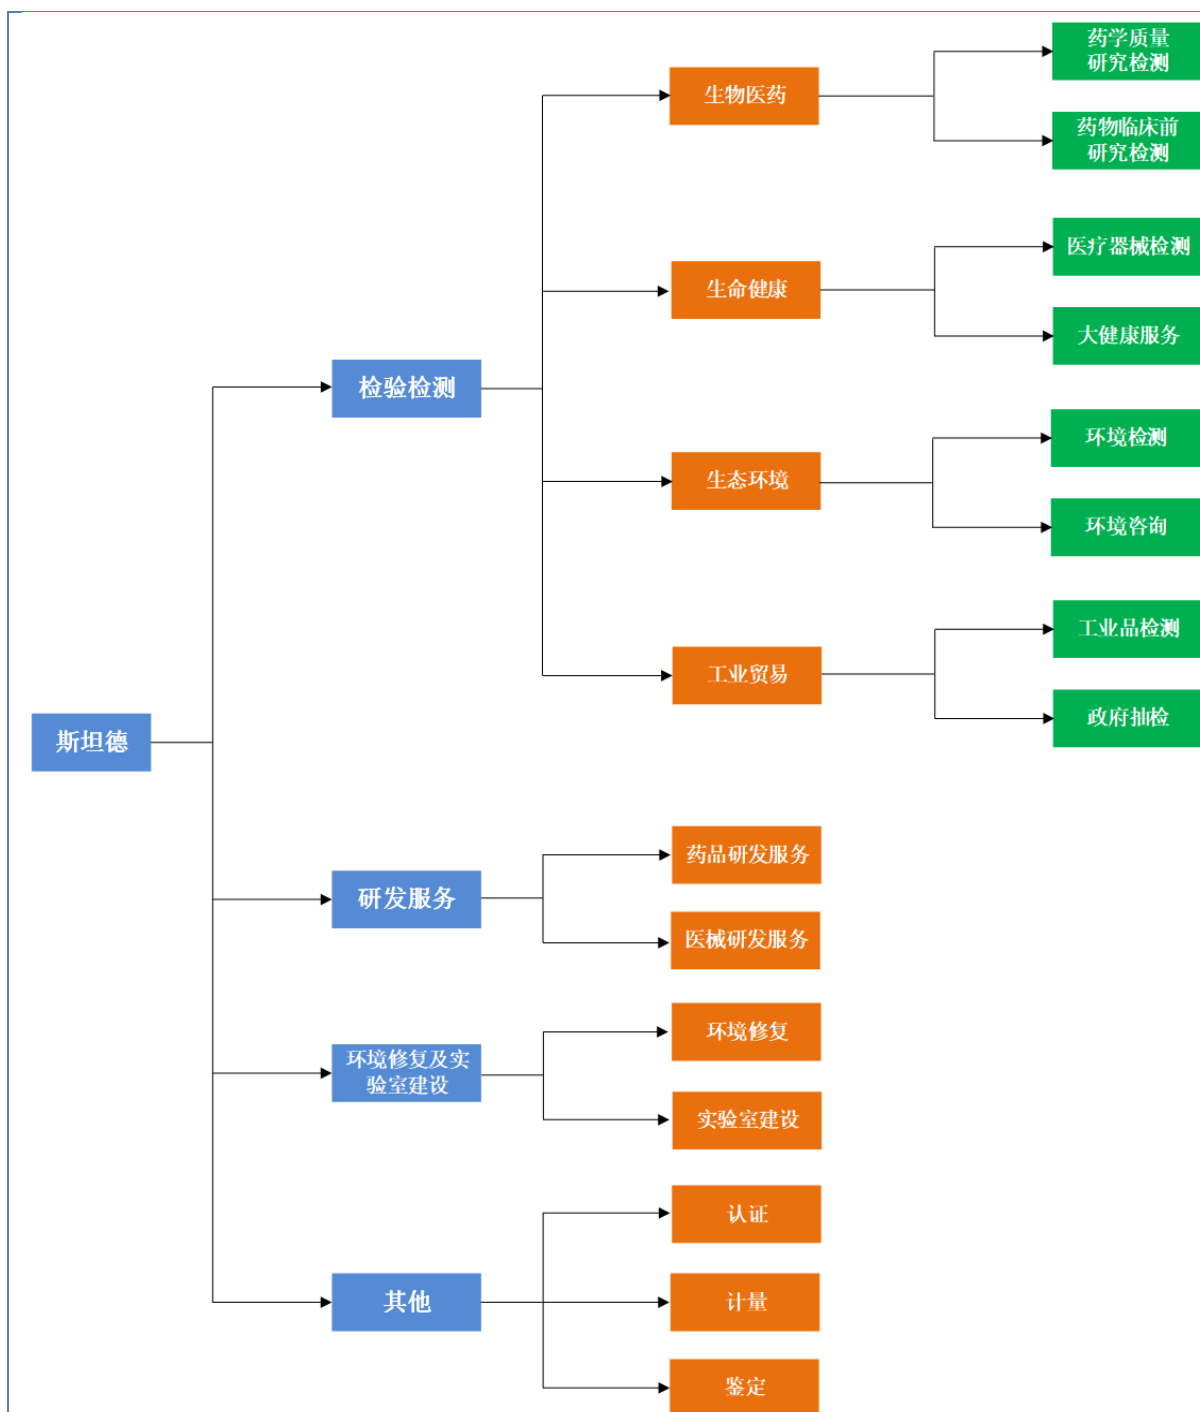 斯坦德
检验检测
生物医药
药学质量
研究检测
药物临床前
研究检测
生命健康
医疗器械检测
大健康服务
生态环境
环境检测
环境咨询
工业贸易
工业品检测
政府抽检
研发服务
药品研发服务
医械研发服务
环境修复及实
验室建设
环境修复
实验室建设
其他
认证
计量
鉴定